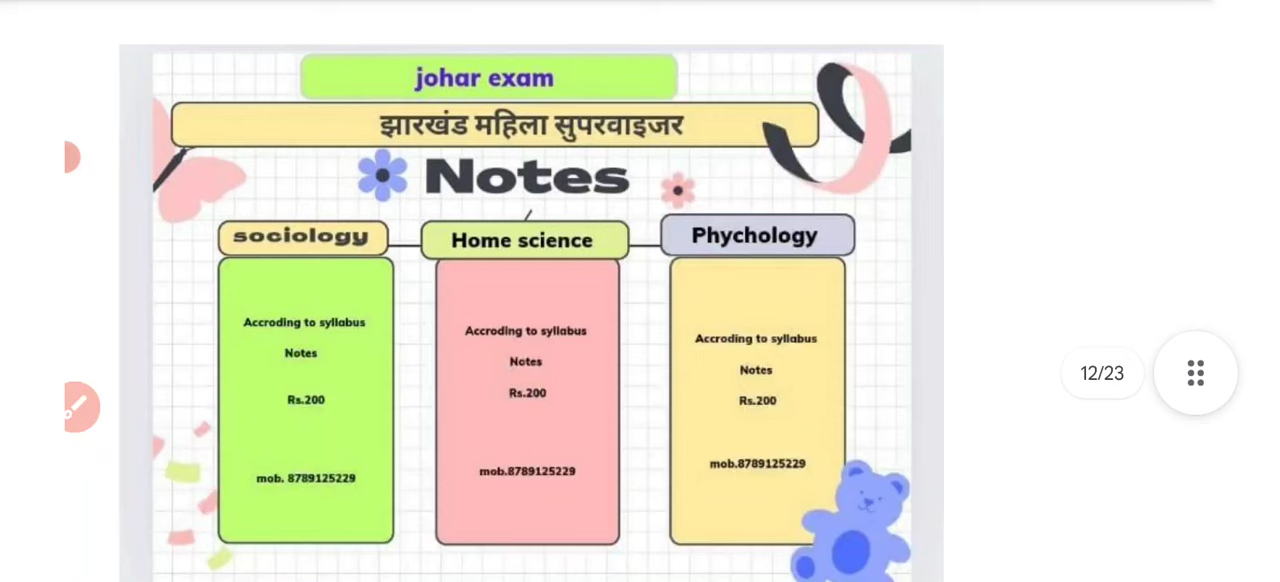 johar exam
झारखंड महिला सुपरवाइजर
Notes
sociology
Accroding to syllabus
Notes
Rs.200
mob. 8789125229
Home science
Accroding to syllabus
Notes
Rs.200
mob.8789125229
Phychology
Accroding to syllabus
Notes
Rs.200
mob.8789125229
12/23